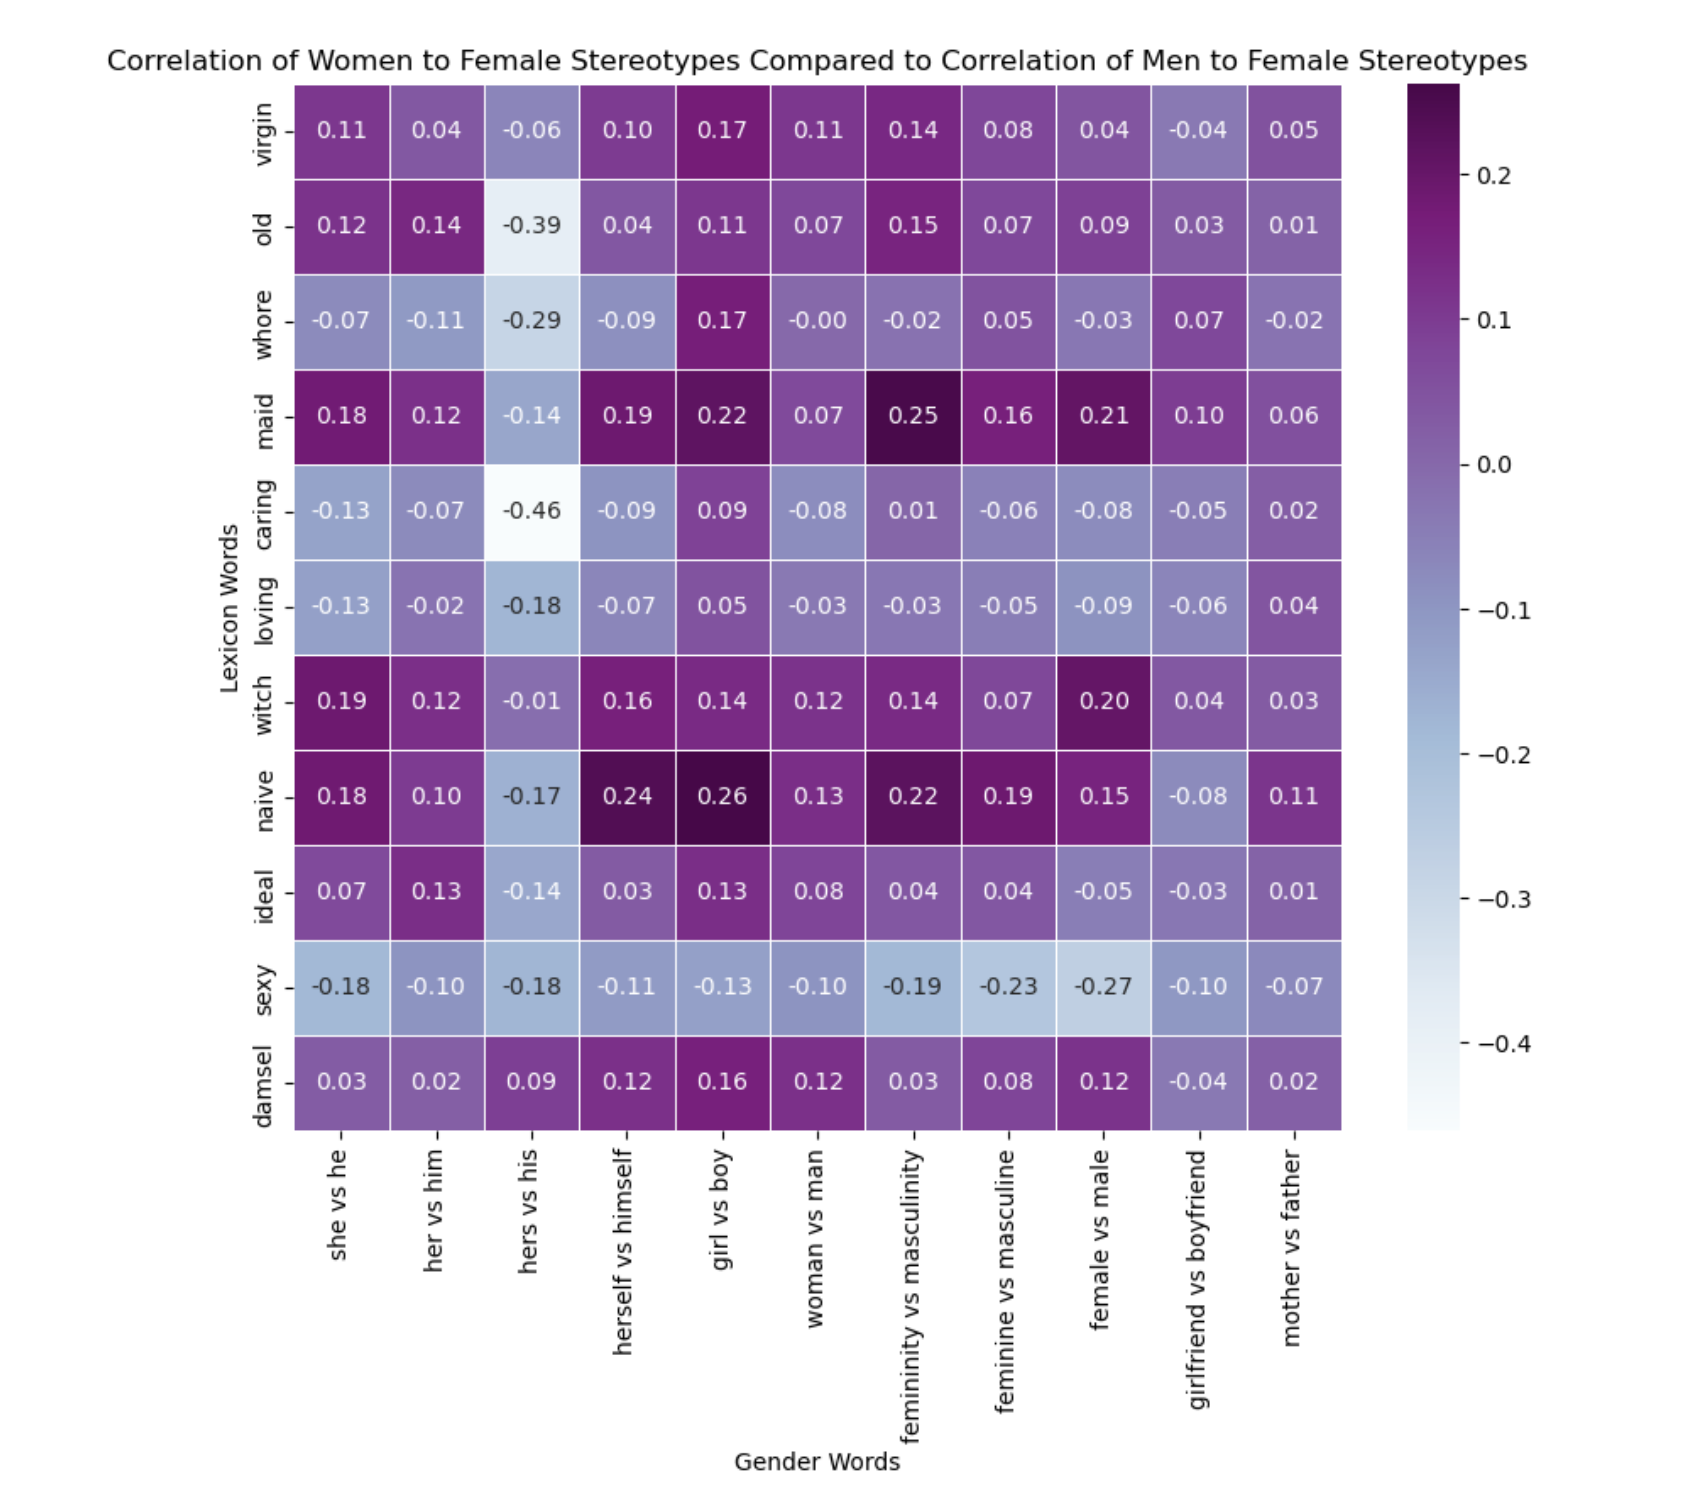 Correlation of Women to Female Stereotypes Compared to Correlation of Men to Female Stereotypes
Lexicon Words
virgin 0.11 0.04 -0.06 0.10 0.17 0.11 0.14 0.08 0.04 -0.04 0.05
old 0.12 0.14 -0.39 0.04 0.11 0.07 0.15 0.07 0.09 0.03 0.01
whore -0.07 -0.11 -0.29 -0.09 0.17 -0.00 -0.02 0.05 -0.03 0.07 -0.02
maid 0.18 0.12 -0.14 0.19 0.22 0.07 0.25 0.16 0.21 0.10 0.06
caring -0.13 -0.07 -0.46 -0.09 0.09 -0.08 0.01 -0.06 -0.08 -0.05 0.02
loving -0.13 -0.02 -0.18 -0.07 0.05 -0.03 -0.03 -0.05 -0.09 -0.06 0.04
witch 0.19 0.12 -0.01 0.16 0.14 0.12 0.14 0.07 0.20 0.04 0.03
naive 0.18 0.10 -0.17 0.24 0.26 0.13 0.22 0.19 0.15 -0.08 0.11
ideal 0.07 0.13 -0.14 0.03 0.13 0.08 0.04 0.04 -0.05 -0.03 0.01
sexy -0.18 -0.10 -0.18 -0.11 -0.13 -0.10 -0.19 -0.23 -0.27 -0.10 -0.07
damsel 0.03 0.02 0.09 0.12 0.16 0.12 0.03 0.08 0.12 -0.04 0.02
she vs he
her vs him
hers vs his
herself vs himself
girl vs boy
woman vs man
femininity vs masculinity
feminine vs masculine
female vs male
girlfriend vs boyfriend
mother vs father
Gender Words
0.2
0.1
0.0
−0.1
−0.2
−0.3
−0.4